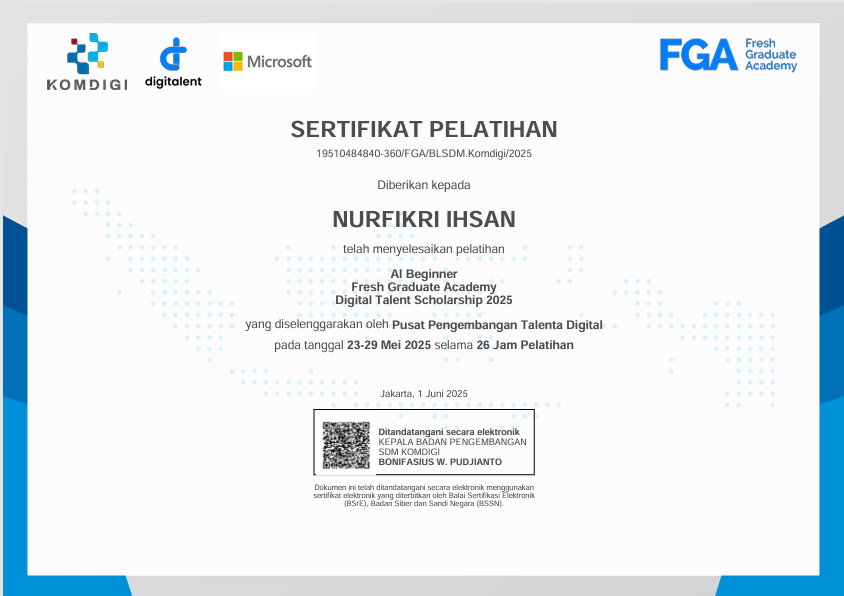 KOMDIGI
digitalent
Microsoft
FGA
Fresh
Graduate
Academy
SERTIFIKAT PELATIHAN
19510484840-360/FGA/BLSDM.Komdigi/2025
Diberikan kepada
NURFIKRI IHSAN
telah menyelesaikan pelatihan
AI Beginner
Fresh Graduate Academy
Digital Talent Scholarship 2025
yang diselenggarakan oleh Pusat Pengembangan Talenta Digital
pada tanggal 23-29 Mei 2025 selama 26 Jam Pelatihan
Jakarta, 1 Juni 2025
Ditandatangani secara elektronik
KEPALA BADAN PENGEMBANGAN
SDM KOMDIGI
BONIFASIUS W. PUDJIANTO
Dokumen ini telah ditandatangani secara elektronik menggunakan
sertifikat elektronik yang diterbitkan oleh Balai Sertifikasi Elektronik
(BSrE), Badan Siber dan Sandi Negara (BSSN).